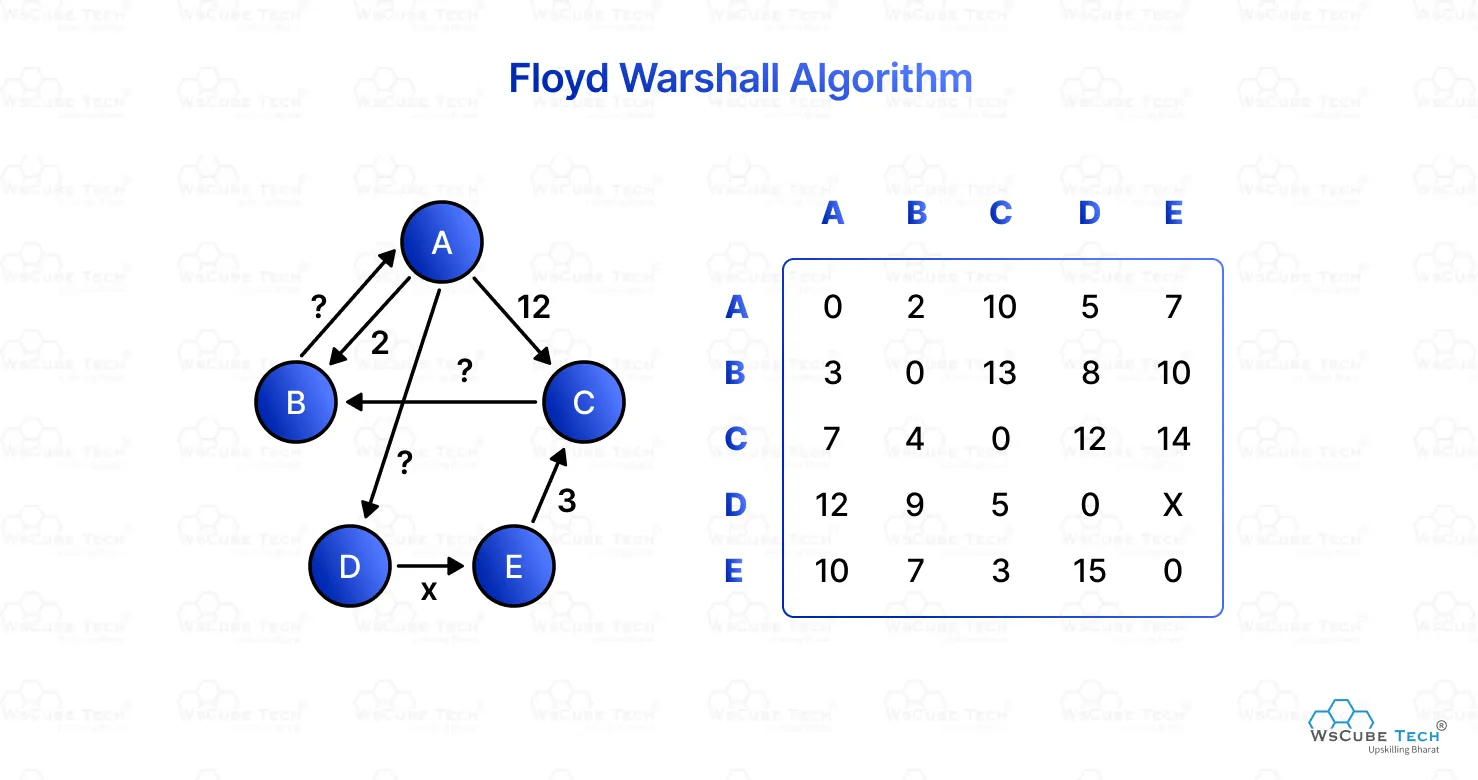 Floyd Warshall Algorithm
A
B
C
D
E
?
2
12
?
?
3
x
A B C D E
A 0 2 10 5 7
B 3 0 13 8 10
C 7 4 0 12 14
D 12 9 5 0 X
E 10 7 3 15 0
WsCube Tech®
Upskilling Bharat